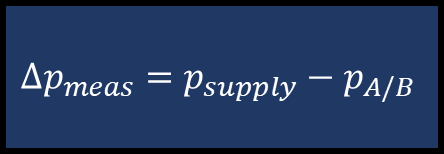 Δp_meas = p_supply − p_A/B